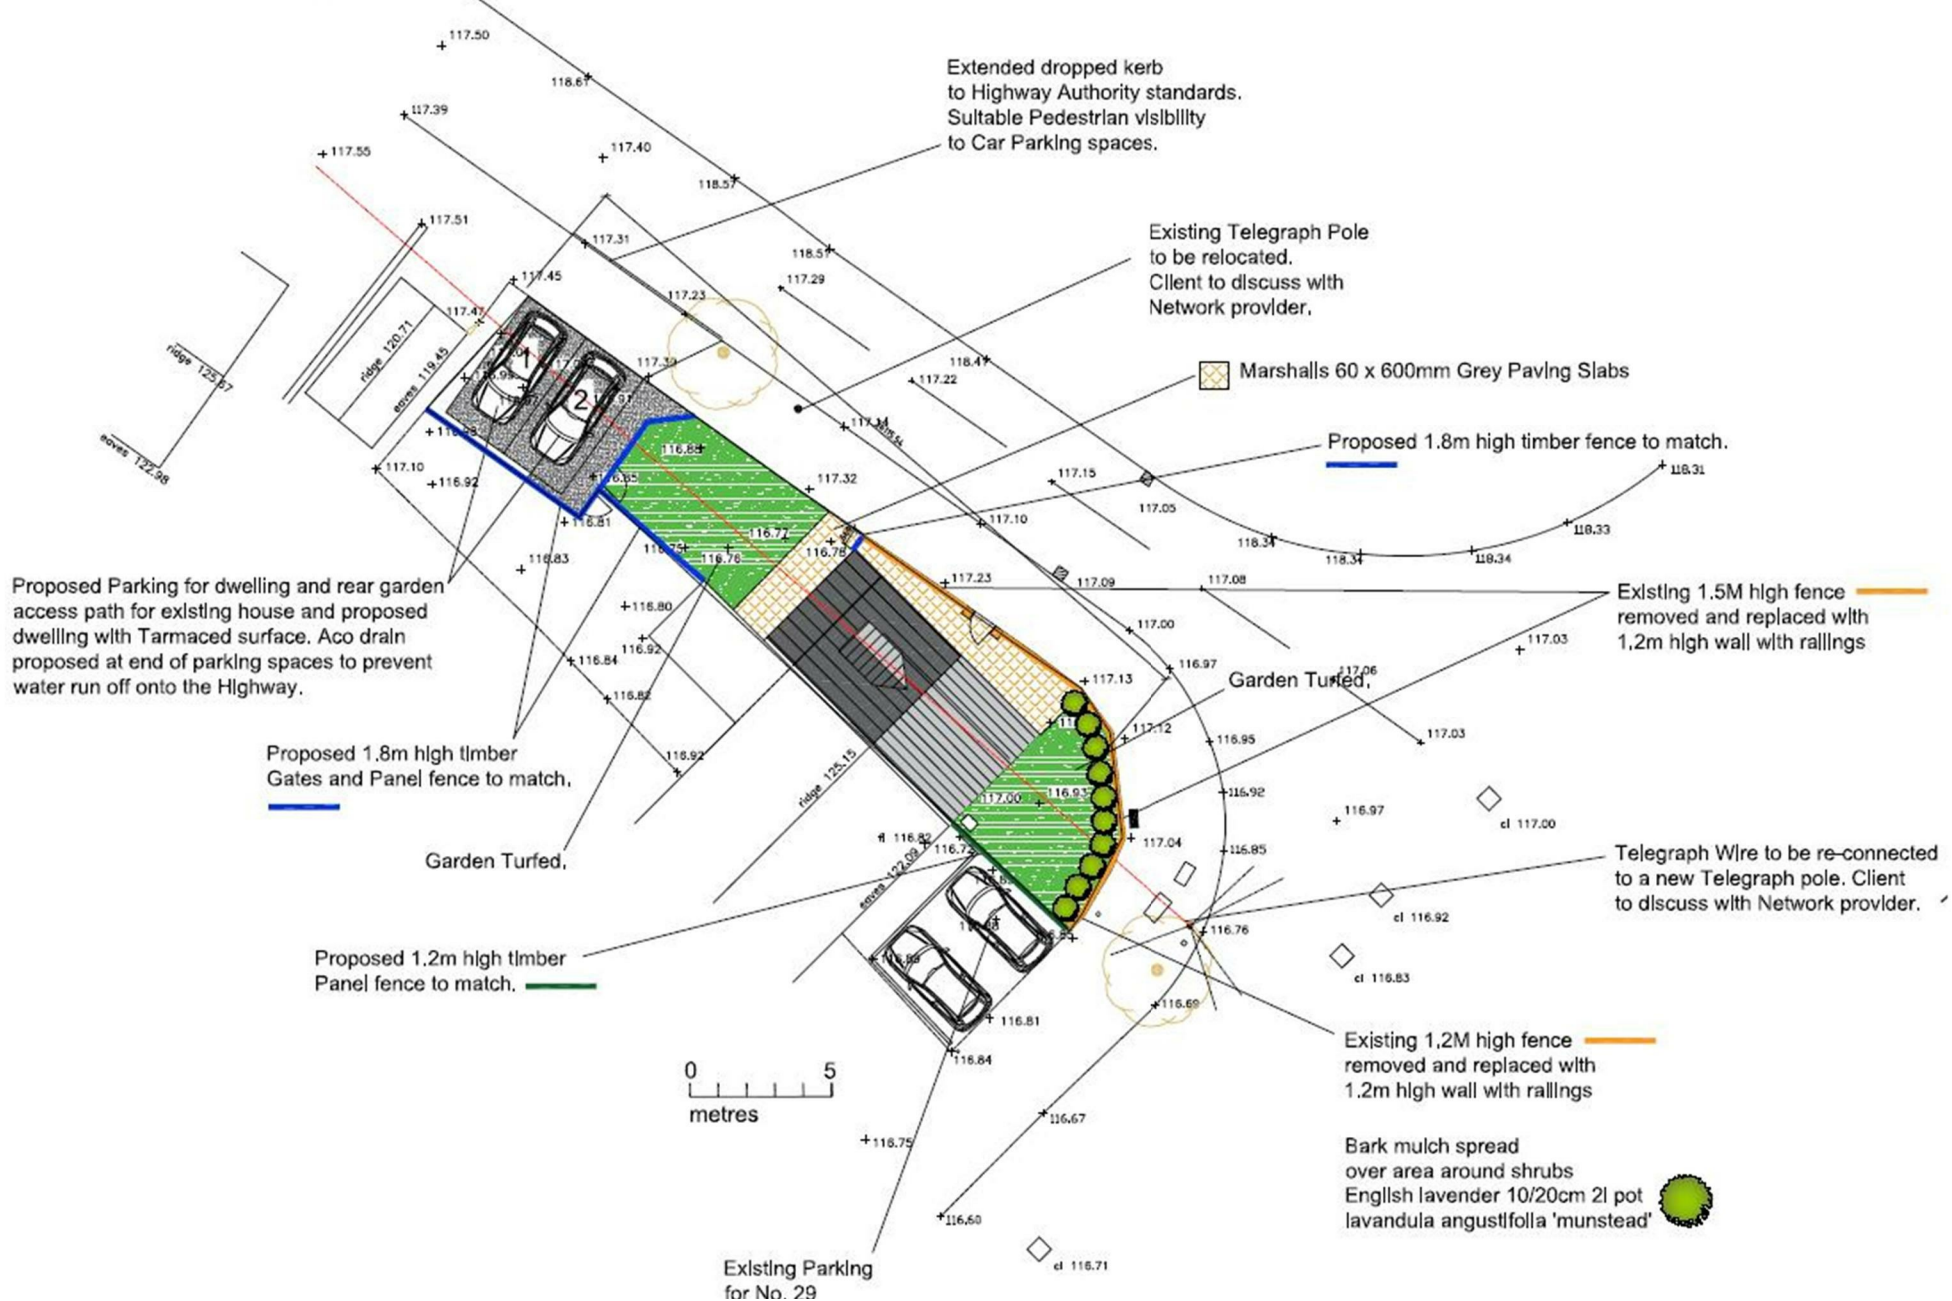 117.50
118.61
Extended dropped kerb
to Highway Authority standards.
Suitable Pedestrian visibility
to Car Parking spaces.
117.39
117.55
117.40
118.57
117.51
117.31
118.51
Existing Telegraph Pole
to be relocated.
Client to discuss with
Network provider.
117.45
117.29
117.23
117.47
ridge 120.71
eaves 119.45
ridge 125.67
eaves 122.98
1
2
117.39
118.47
117.22
Marshalls 60 x 600mm Grey Paving Slabs
117.14
Proposed 1.8m high timber fence to match.
117.10
116.92
116.88
117.32
117.15
118.31
117.05
117.10
116.81
116.77
116.78
116.75
116.76
118.34
118.34
118.34
118.33
116.83
117.23
117.09
117.08
Proposed Parking for dwelling and rear garden
access path for existing house and proposed
dwelling with Tarmaced surface. Aco drain
proposed at end of parking spaces to prevent
water run off onto the Highway.
Existing 1.5M high fence
removed and replaced with
1.2m high wall with railings
116.80
116.92
116.84
116.82
117.00
117.03
116.97
117.06
117.13
Garden Turfed.
117.12
116.95
117.03
Proposed 1.8m high timber
Gates and Panel fence to match.
116.92
ridge 125.15
117.00
116.93
116.92
116.97
cl 117.00
116.82
117.04
116.85
eaves 122.09
Garden Turfed.
Telegraph Wire to be re-connected
to a new Telegraph pole. Client
to discuss with Network provider.
cl 116.92
116.76
Proposed 1.2m high timber
Panel fence to match.
cl 116.83
116.69
116.81
116.84
Existing 1.2M high fence
removed and replaced with
1.2m high wall with railings
0 5
metres
116.67
116.75
Bark mulch spread
over area around shrubs
English lavender 10/20cm 2l pot
lavandula angustifolia 'munstead'
116.60
cl 116.71
Existing Parking
for No. 29